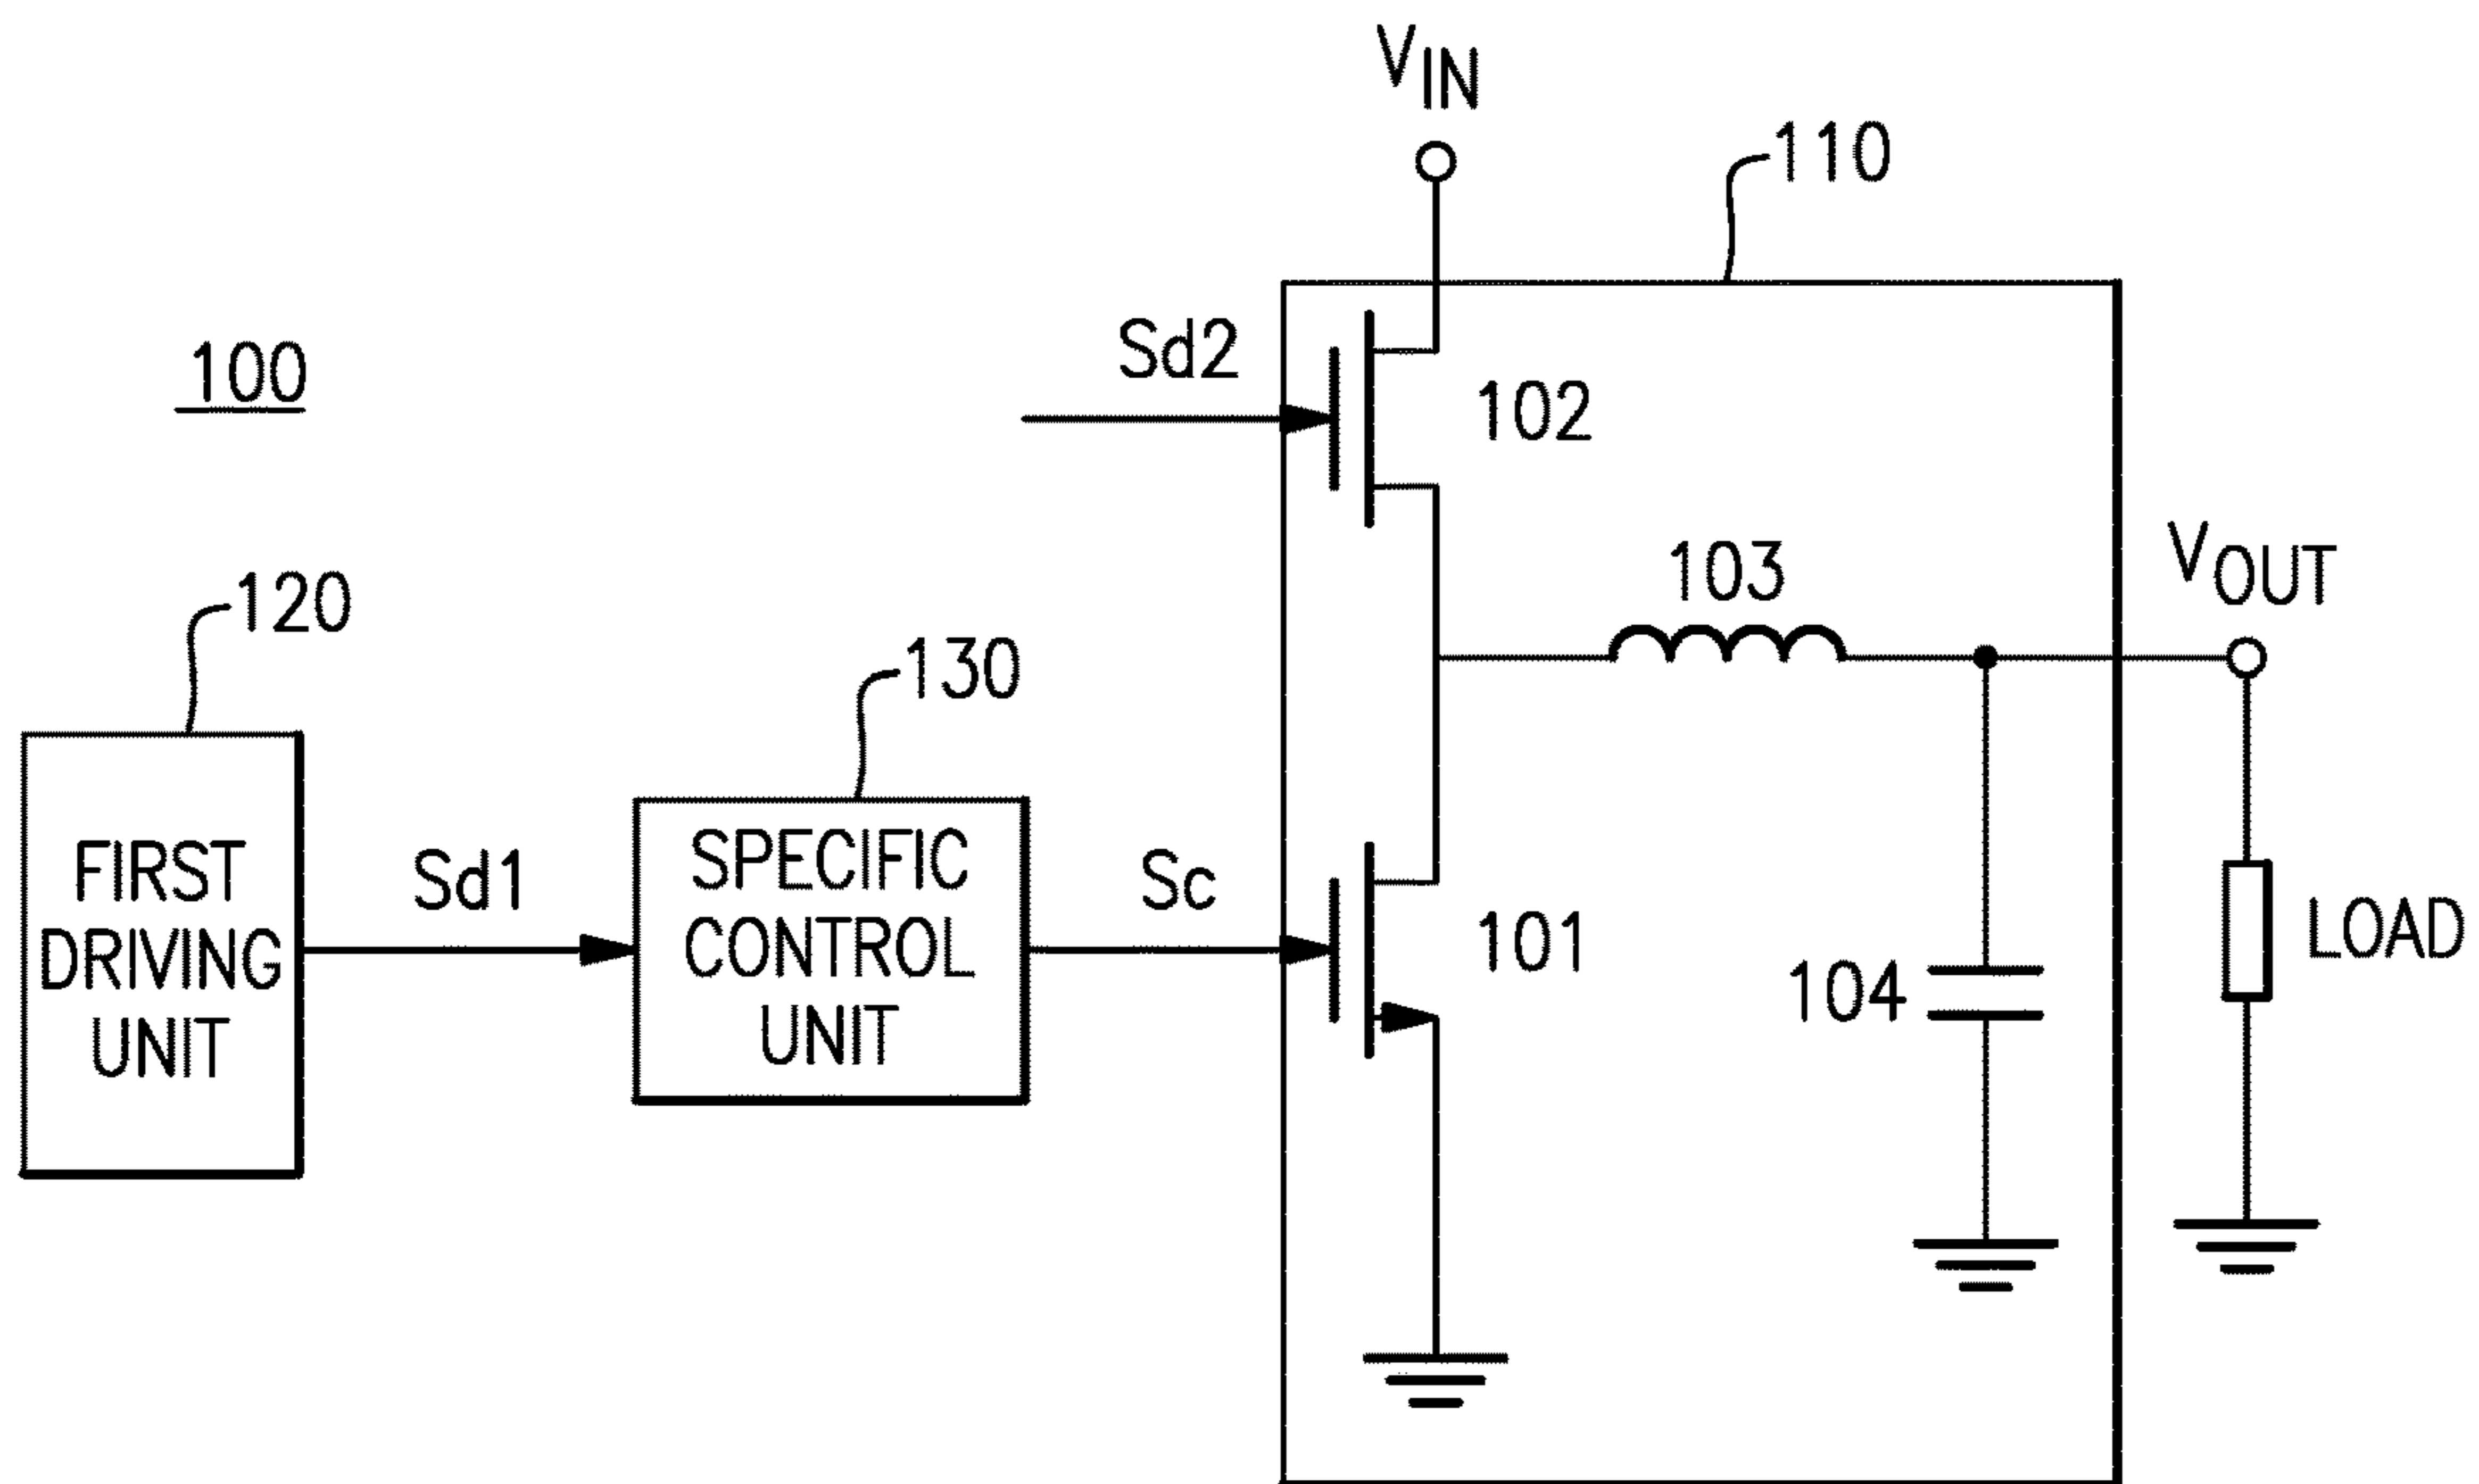 VIN
110
Sd2
100
102
103
VOUT
120
130
FIRST
DRIVING
UNIT
Sd1
SPECIFIC
CONTROL
UNIT
Sc
101
104
LOAD